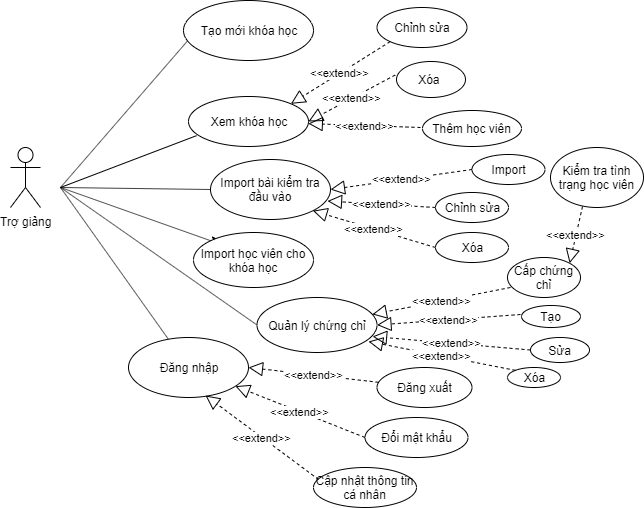 Tạo mới khóa học
Chỉnh sửa
<<extend>>
Xóa
<<extend>>
Xem khóa học
<<extend>>
Thêm học viên
Trợ giảng
Import bài kiểm tra
đầu vào
Import
<<extend>>
<<extend>>
Chỉnh sửa
<<extend>>
Xóa
Kiểm tra tình
trạng học viên
<<extend>>
Import học viên cho
khóa học
Cấp chứng
chỉ
<<extend>>
Quản lý chứng chỉ
<<extend>>
Tạo
<<extend>>
Sửa
<<extend>>
Xóa
Đăng nhập
<<extend>>
Đăng xuất
<<extend>>
Đổi mật khẩu
<<extend>>
Cập nhật thông tin
cá nhân